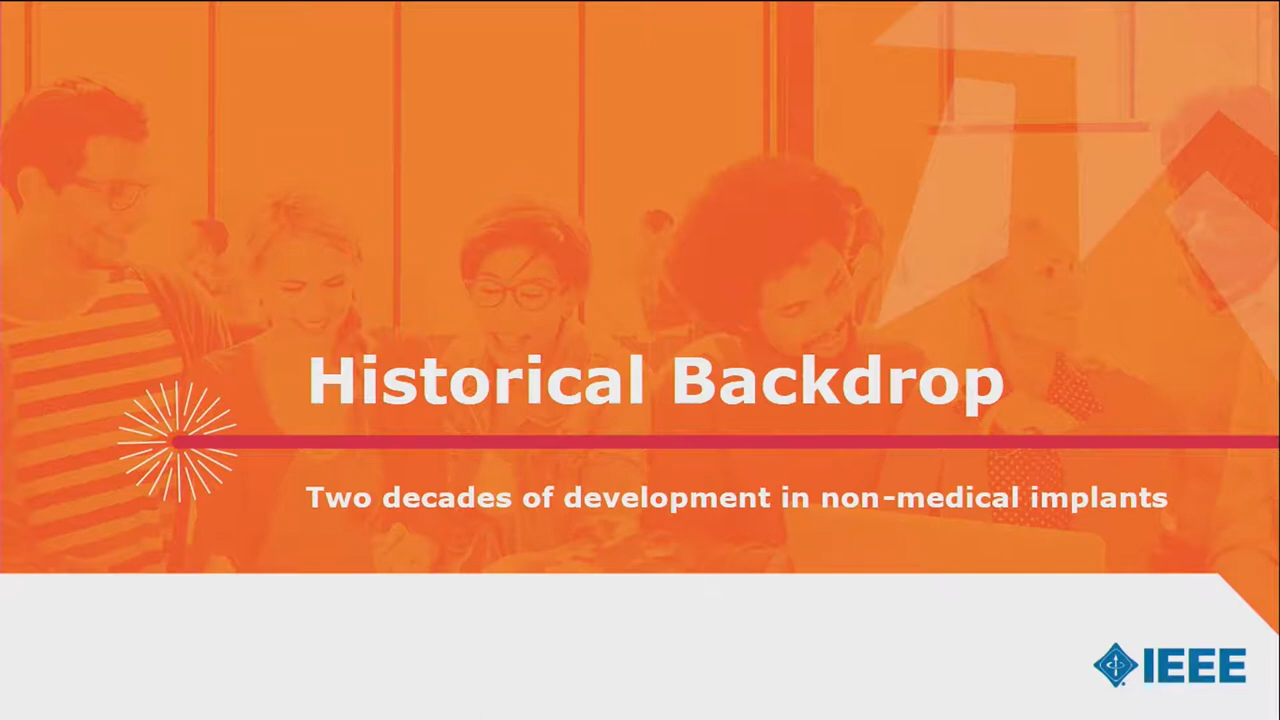 Historical Backdrop
Two decades of development in non-medical implants
IEEE